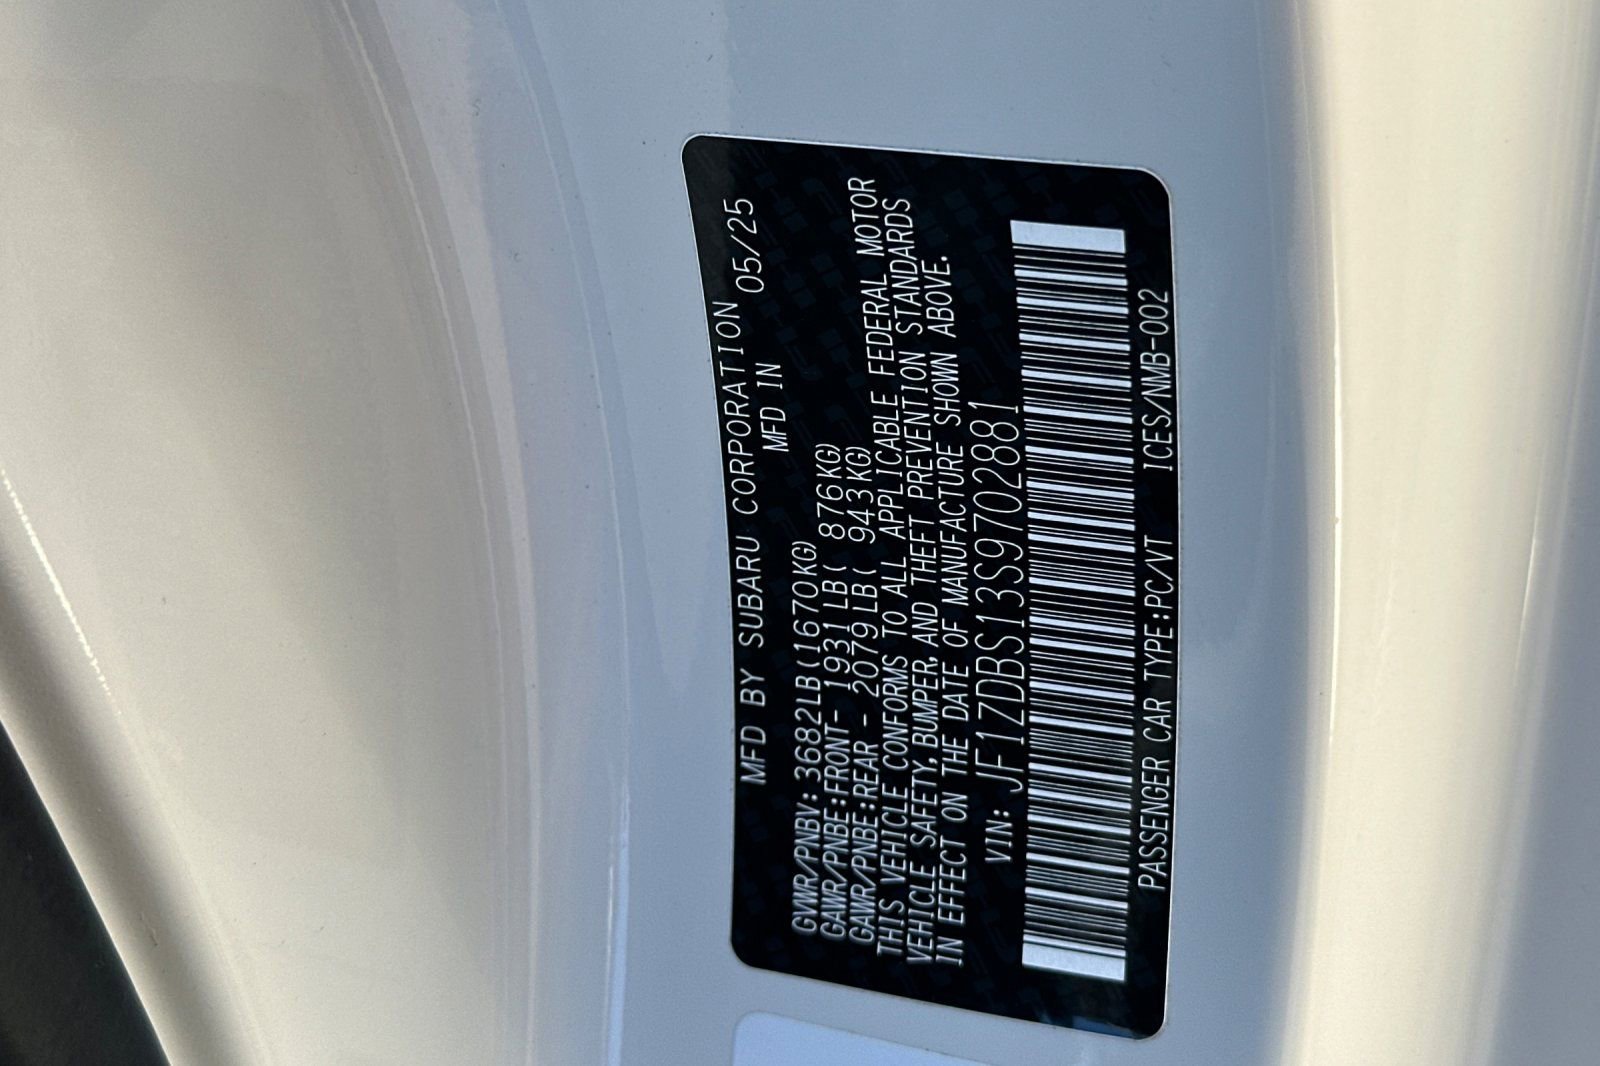 MFD BY SUBARU CORPORATION
MFD IN 05/25
GVWR/PNBV:3682LB(1670KG)
GAWR/PNBE:FRONT- 1931LB( 876KG)
GAWR/PNBE:REAR - 2079LB( 943KG)
THIS VEHICLE CONFORMS TO ALL APPLICABLE FEDERAL MOTOR
VEHICLE SAFETY, BUMPER, AND THEFT PREVENTION STANDARDS
IN EFFECT ON THE DATE OF MANUFACTURE SHOWN ABOVE.
VIN: JF1ZDBS13S9702881
PASSENGER CAR TYPE:PC/VT ICES/NMB-002